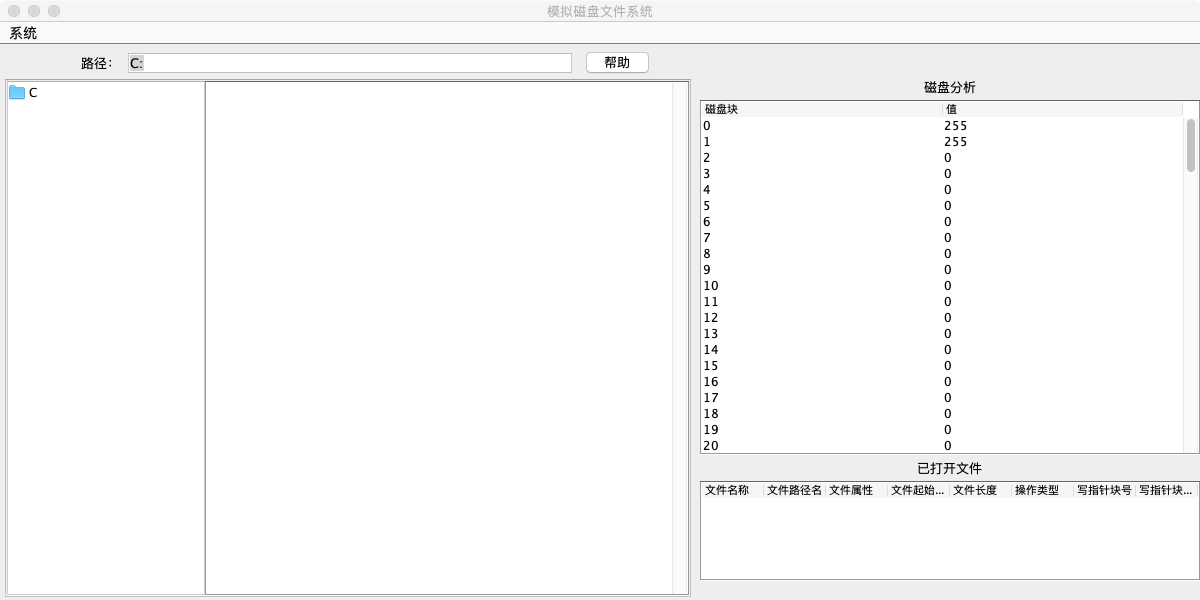 模拟磁盘文件系统
系统
路径： C: 帮助
C
磁盘分析
磁盘块 值
0 255
1 255
2 0
3 0
4 0
5 0
6 0
7 0
8 0
9 0
10 0
11 0
12 0
13 0
14 0
15 0
16 0
17 0
18 0
19 0
20 0
已打开文件
文件名称 文件路径名 文件属性 文件起始... 文件长度 操作类型 写指针块号 写指针块...